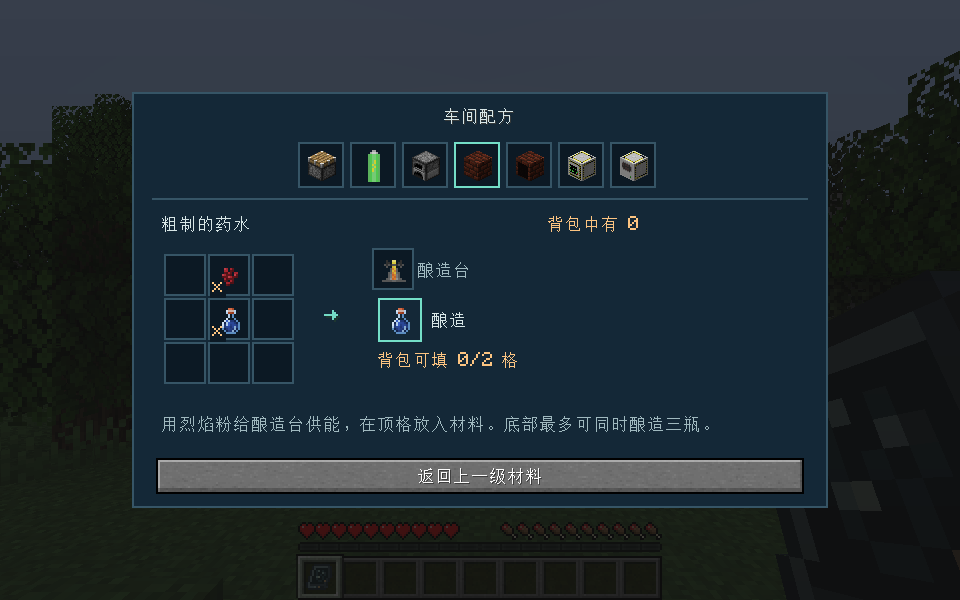 车间配方
粗制的药水
背包中有 0
酿造台
酿造
背包可填 0/2 格
用烈焰粉给酿造台供能，在顶格放入材料。底部最多可同时酿造三瓶。
返回上一级材料